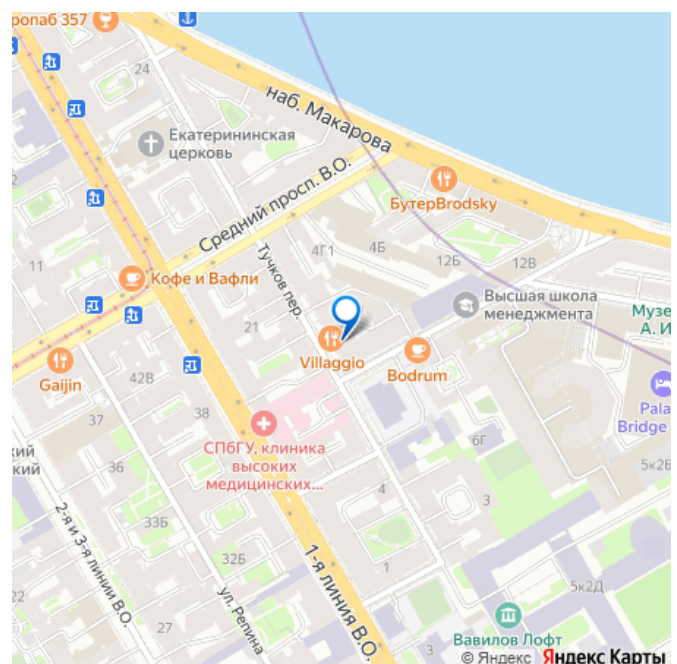 ропаб 357
24
наб. Макарова
Екатерининская
церковь
Средний просп. В.О.
БутерBrodsky
2
11
Кофе и Вафли
Тучков пер.
4Г1
4Б
12Б
12В
Высшая школа
менеджмента
Музе
А. И
21
Villaggio
Bodrum
Gaijin
42В
38
37
Pala
Bridge
СПбГУ, клиника
высоких
медицинских...
6Г
5к2Б
кий
ский
36
4
3
2-я и 3-я линии В.О.
33Б
32Б
1-я линия В.О.
1
ул. Репина
27
5к2Д
Вавилов Лофт
© Яндекс Яндекс Карты